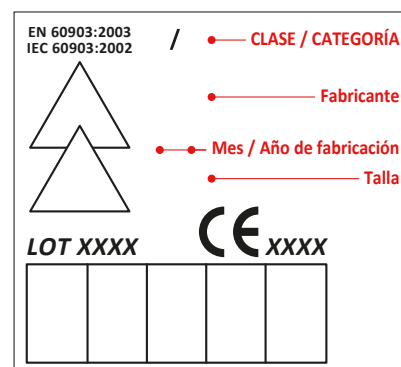 EN 60903:2003
IEC 60903:2002
/ CLASE / CATEGORÍA
Fabricante
Mes / Año de fabricación
Talla
LOT XXXX CE XXXX